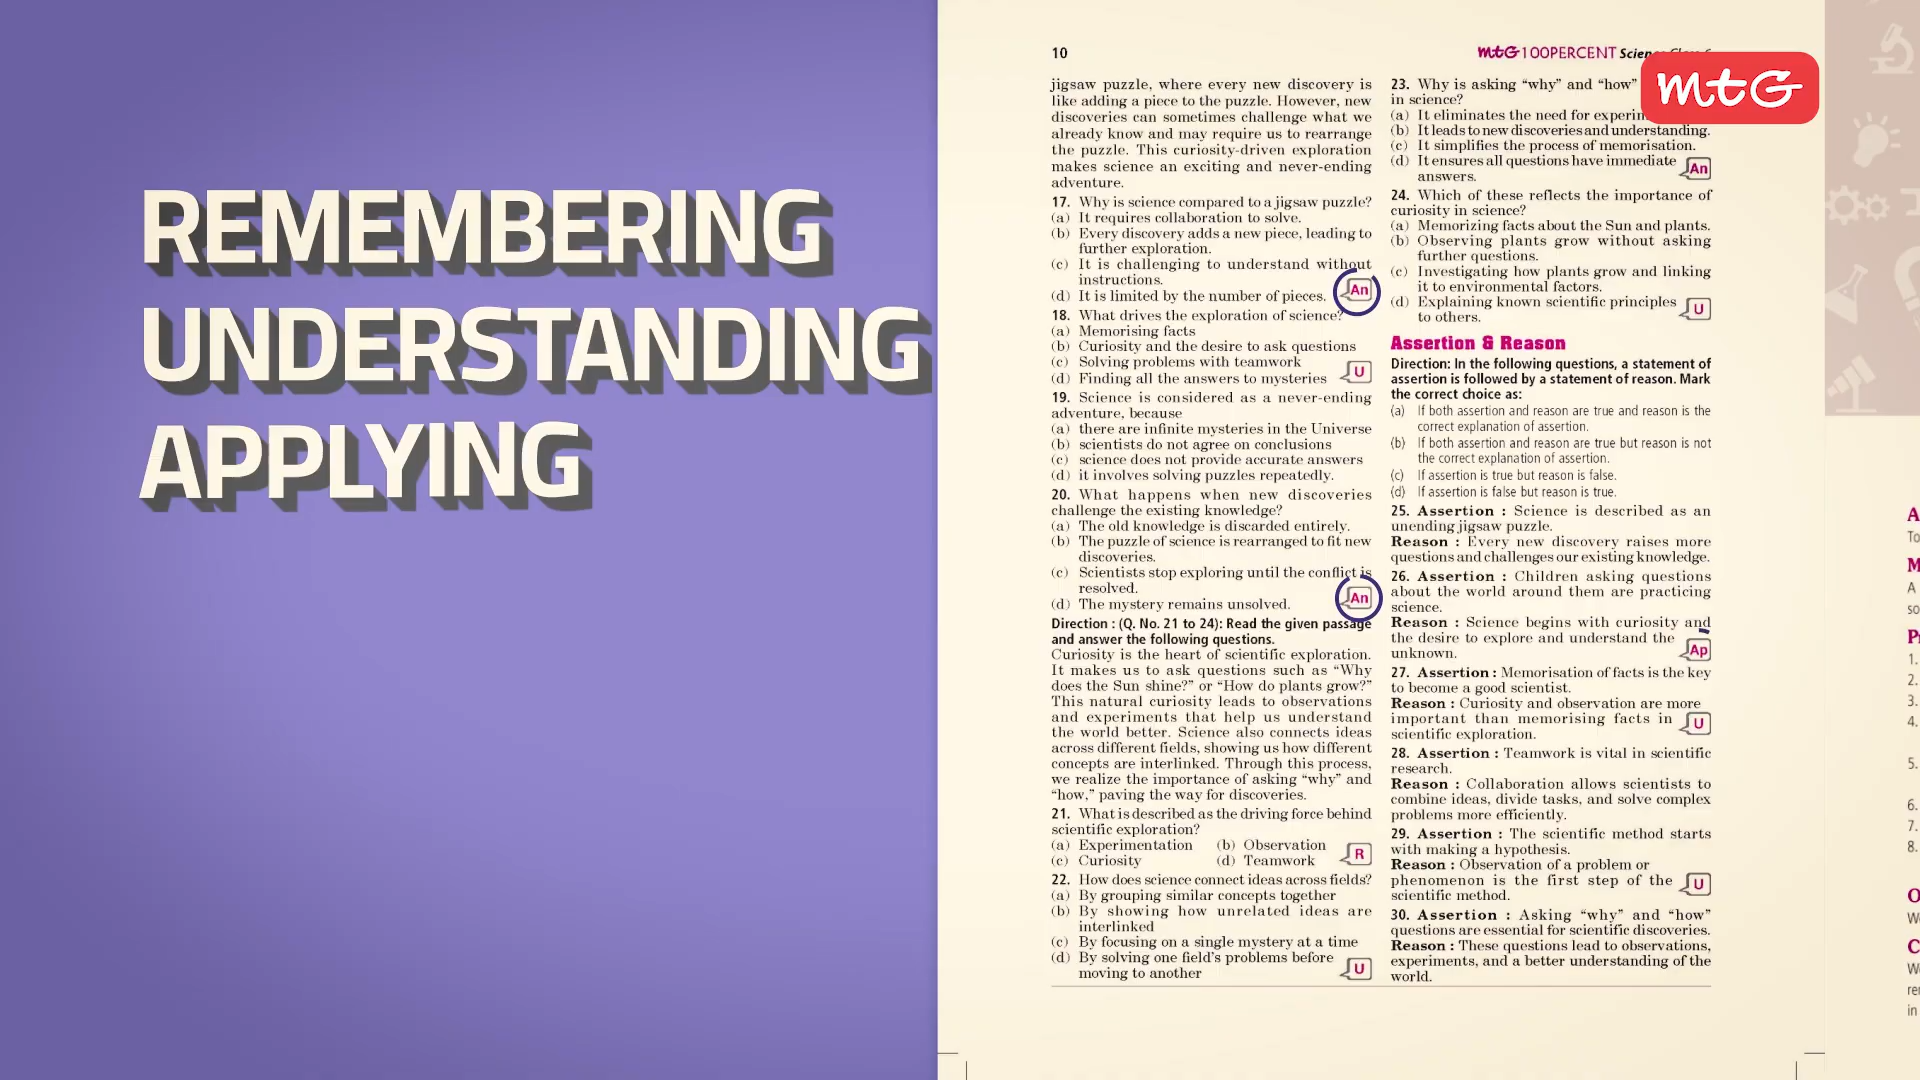 REMEMBERING
UNDERSTANDING
APPLYING
10
mtG 100PERCENT Science Class-6
mtG
jigsaw puzzle, where every new discovery is
like adding a piece to the puzzle. However, new
discoveries can sometimes challenge what we
already know and may require us to rearrange
the puzzle. This curiosity-driven exploration
makes science an exciting and never-ending
adventure.
17. Why is science compared to a jigsaw puzzle?
(a) It requires collaboration to solve.
(b) Every discovery adds a new piece, leading to
further exploration.
(c) It is challenging to understand without
instructions.
(d) It is limited by the number of pieces. An
18. What drives the exploration of science?
(a) Memorising facts
(b) Curiosity and the desire to ask questions
(c) Solving problems with teamwork
(d) Finding all the answers to mysteries U
19. Science is considered as a never-ending
adventure, because
(a) there are infinite mysteries in the Universe
(b) scientists do not agree on conclusions
(c) science does not provide accurate answers
(d) it involves solving puzzles repeatedly.
20. What happens when new discoveries
challenge the existing knowledge?
(a) The old knowledge is discarded entirely.
(b) The puzzle of science is rearranged to fit new
discoveries.
(c) Scientists stop exploring until the conflict is
resolved.
(d) The mystery remains unsolved. An
Direction : (Q. No. 21 to 24): Read the given passage
and answer the following questions.
Curiosity is the heart of scientific exploration.
It makes us to ask questions such as “Why
does the Sun shine?” or “How do plants grow?”
This natural curiosity leads to observations
and experiments that help us understand
the world better. Science also connects ideas
across different fields, showing us how different
concepts are interlinked. Through this process,
we realize the importance of asking “why” and
“how,” paving the way for discoveries.
21. What is described as the driving force behind
scientific exploration?
(a) Experimentation (b) Observation
(c) Curiosity (d) Teamwork R
22. How does science connect ideas across fields?
(a) By grouping similar concepts together
(b) By showing how unrelated ideas are
interlinked
(c) By focusing on a single mystery at a time
(d) By solving one field’s problems before
moving to another U
23. Why is asking “why” and “how”
in science?
(a) It eliminates the need for
(b) It leads to new discoveries and understanding.
(c) It simplifies the process of memorisation.
(d) It ensures all questions have immediate
answers. An
24. Which of these reflects the importance of
curiosity in science?
(a) Memorizing facts about the Sun and plants.
(b) Observing plants grow without asking
further questions.
(c) Investigating how plants grow and linking
it to environmental factors.
(d) Explaining known scientific principles
to others. U
Assertion & Reason
Direction: In the following questions, a statement of
assertion is followed by a statement of reason. Mark
the correct choice as:
(a) If both assertion and reason are true and reason is the
correct explanation of assertion.
(b) If both assertion and reason are true but reason is not
the correct explanation of assertion.
(c) If assertion is true but reason is false.
(d) If assertion is false but reason is true.
25. Assertion : Science is described as an
unending jigsaw puzzle.
Reason : Every new discovery raises more
questions and challenges our existing knowledge.
26. Assertion : Children asking questions
about the world around them are practicing
science.
Reason : Science begins with curiosity and
the desire to explore and understand the
unknown. Ap
27. Assertion : Memorisation of facts is the key
to become a good scientist.
Reason : Curiosity and observation are more
important than memorising facts in
scientific exploration. U
28. Assertion : Teamwork is vital in scientific
research.
Reason : Collaboration allows scientists to
combine ideas, divide tasks, and solve complex
problems more efficiently.
29. Assertion : The scientific method starts
with making a hypothesis.
Reason : Observation of a problem or
phenomenon is the first step of the
scientific method. U
30. Assertion : Asking “why” and “how”
questions are essential for scientific discoveries.
Reason : These questions lead to observations,
experiments, and a better understanding of the
world.
A
To
M
A
so
1.
2.
3.
4.
5.
6.
7.
8.
O
C
in